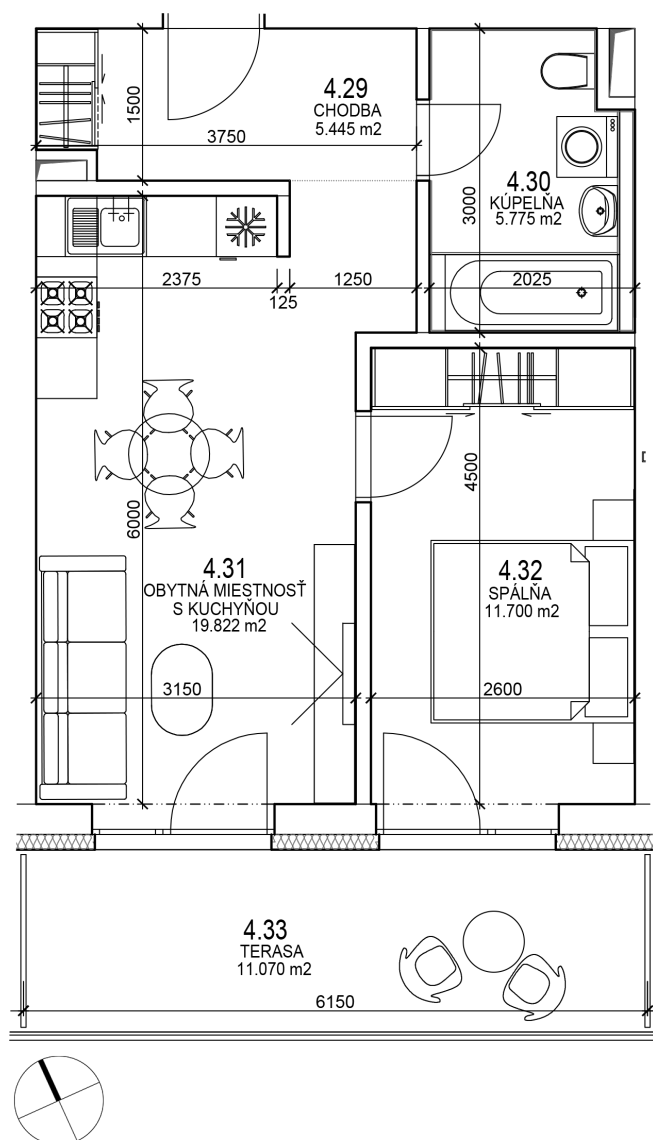 4.29
CHODBA
5.445 m2
1500
3750
4.30
KÚPELŇA
5.775 m2
3000
2375
125
1250
2025
4500
6000
4.31
OBYTNÁ MIESTNOSŤ
S KUCHYŇOU
19.822 m2
4.32
SPÁLŇA
11.700 m2
3150
2600
4.33
TERASA
11.070 m2
6150